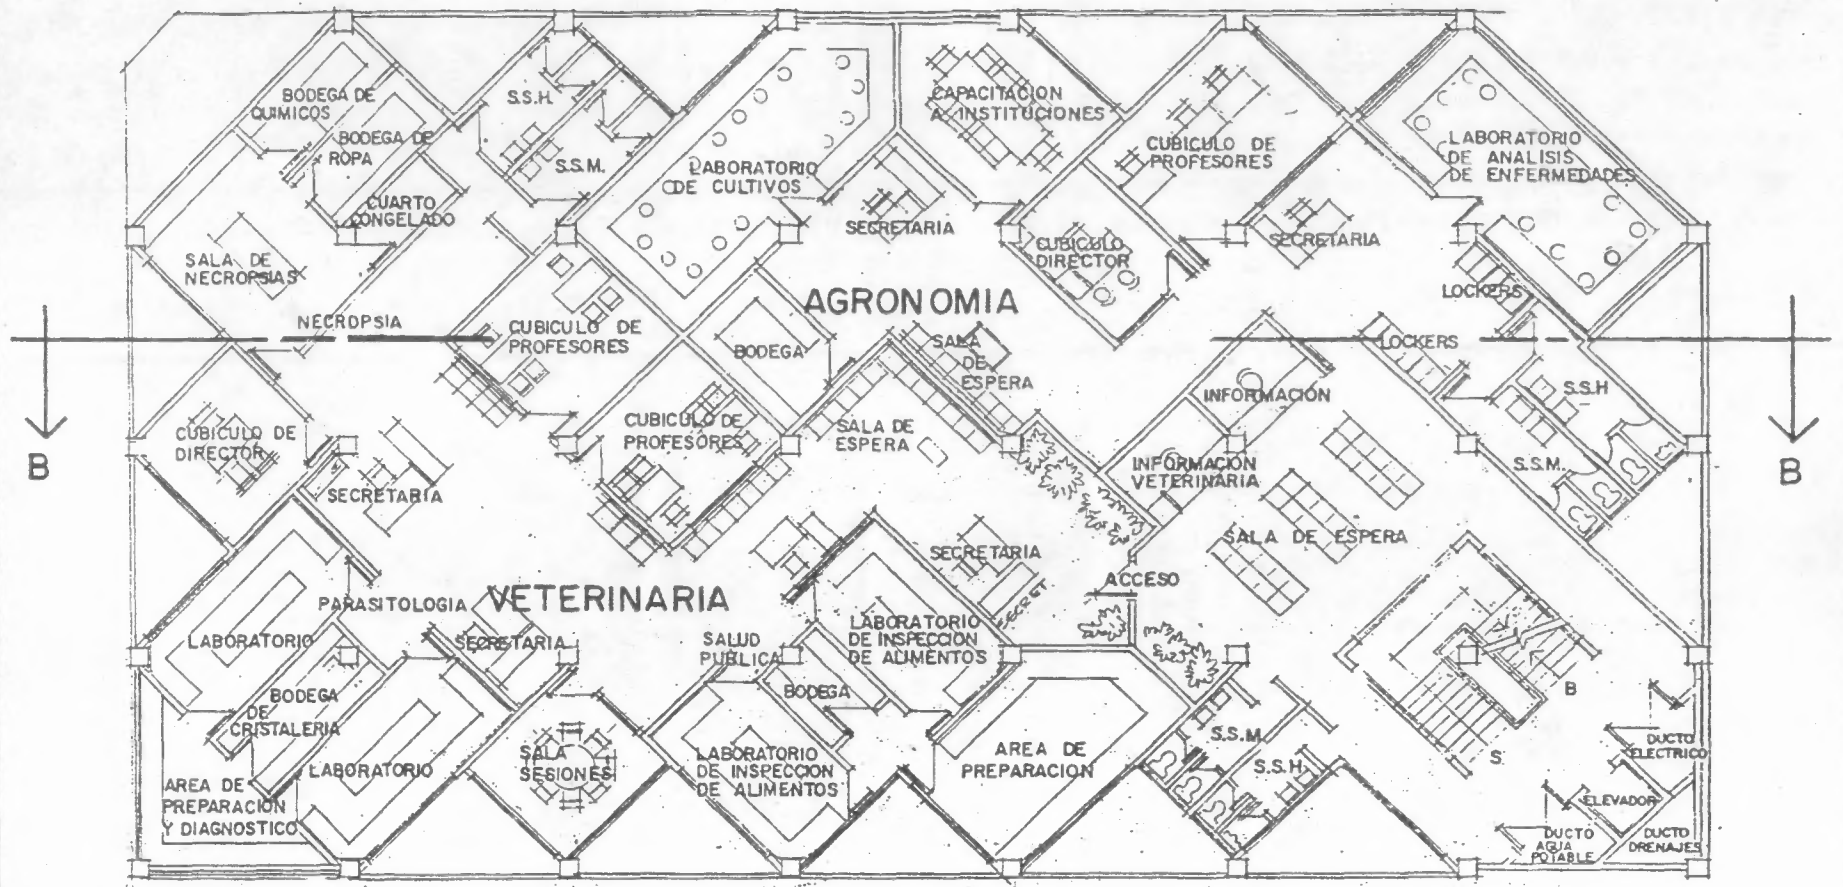 BODEGA DE
QUIMICOS
BODEGA DE
ROPA
S.S.H.
S.S.M.
CUARTO
CONGELADO
SALA DE
NECROPSIAS
NECROPSIA
LABORATORIO
DE CULTIVOS
CAPACITACION
A INSTITUCIONES
SECRETARIA
CUBICULO DE
PROFESORES
CUBICULO
DIRECTOR
SECRETARIA
LABORATORIO
DE ANALISIS
DE ENFERMEDADES
LOCKERS
LOCKERS
AGRONOMIA
CUBICULO DE
PROFESORES
BODEGA
SALA
DE
ESPERA
INFORMACION
S.S.H
S.S.M.
B
B
CUBICULO DE
DIRECTOR
SECRETARIA
CUBICULO DE
PROFESORES
SALA DE
ESPERA
INFORMACION
VETERINARIA
SALA DE ESPERA
SECRETARIA
SECRET
ACCESO
PARASITOLOGIA
VETERINARIA
LABORATORIO
SECRETARIA
SALUD
PUBLICA
LABORATORIO
DE INSPECCION
DE ALIMENTOS
BODEGA
BODEGA
DE
CRISTALERIA
LABORATORIO
AREA DE
PREPARACION
Y DIAGNOSTICO
SALA
SESIONES
LABORATORIO
DE INSPECCION
DE ALIMENTOS
AREA DE
PREPARACION
S.S.M.
S.S.H.
B
S
DUCTO
ELECTRICO
ELEVADOR
DUCTO
AGUA
POTABLE
DUCTO
DRENAJES